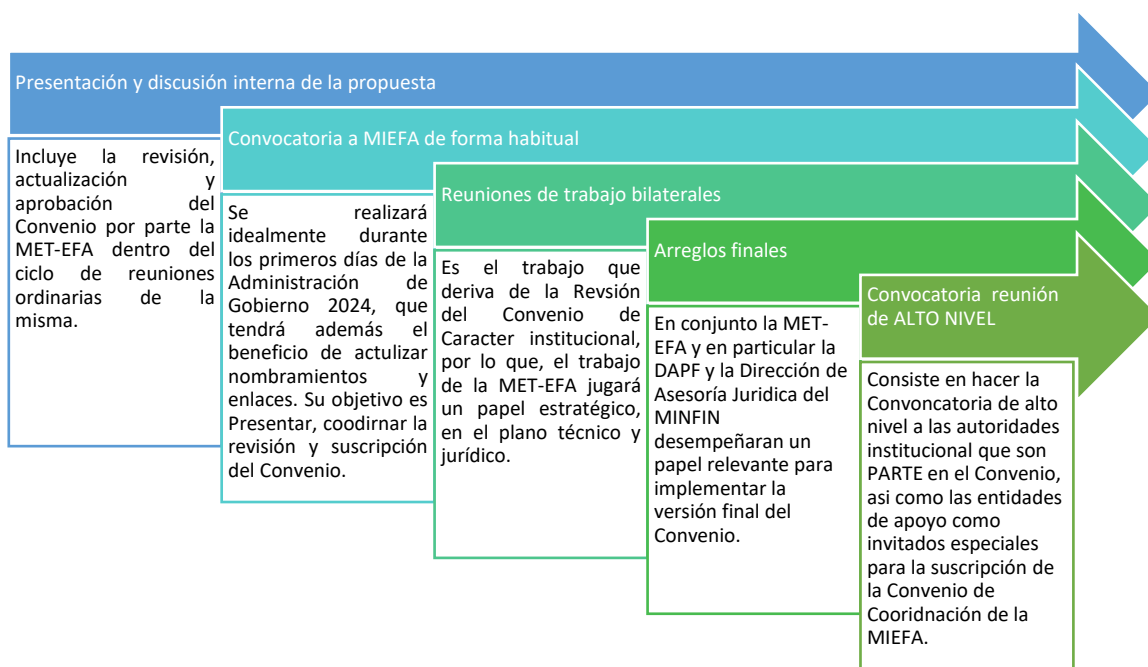 Presentación y discusión interna de la propuesta
Incluye la revisión,
actualización y
aprobación del
Convenio por parte la
MET-EFA dentro del
ciclo de reuniones
ordinarias de la
misma.
Convocatoria a MIEFA de forma habitual
Se realizará
idealmente durante
los primeros días de la
Administración de
Gobierno 2024, que
tendrá además el
beneficio de actulizar
nombramientos y
enlaces. Su objetivo es
Presentar, coodirnar la
revisión y suscripción
del Convenio.
Reuniones de trabajo bilaterales
Es el trabajo que
deriva de la Revsión
del Convenio de
Caracter institucional,
por lo que, el trabajo
de la MET-EFA jugará
un papel estratégico,
en el plano técnico y
jurídico.
Arreglos finales
En conjunto la MET-
EFA y en particular la
DAPF y la Dirección de
Asesoría Juridica del
MINFIN
desempeñaran un
papel relevante para
implementar la
versión final del
Convenio.
Convocatoria reunión
de ALTO NIVEL
Consiste en hacer la
Convoncatoria de alto
nivel a las autoridades
institucional que son
PARTE en el Convenio,
asi como las entidades
de apoyo como
invitados especiales
para la suscripción de
la Convenio de
Cooridnación de la
MIEFA.